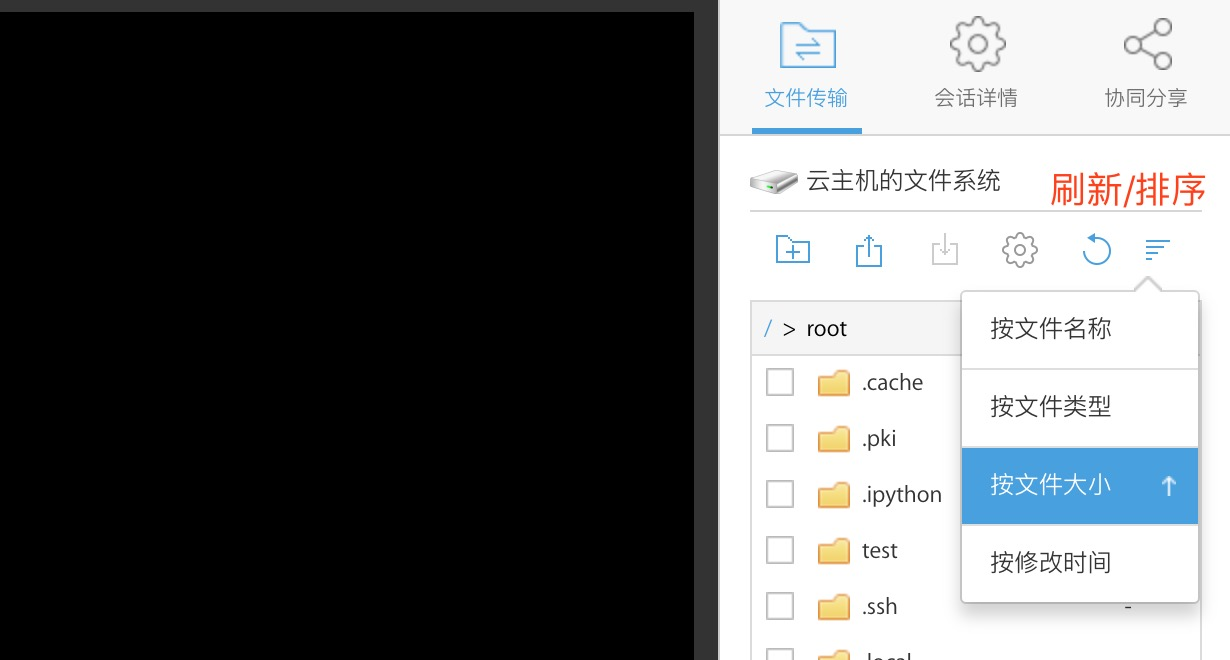 文件传输
会话详情
协同分享
云主机的文件系统
刷新/排序
/ > root
按文件名称
.cache
按文件类型
.pki
按文件大小 ↑
.ipython
test
按修改时间
.ssh
-
.local